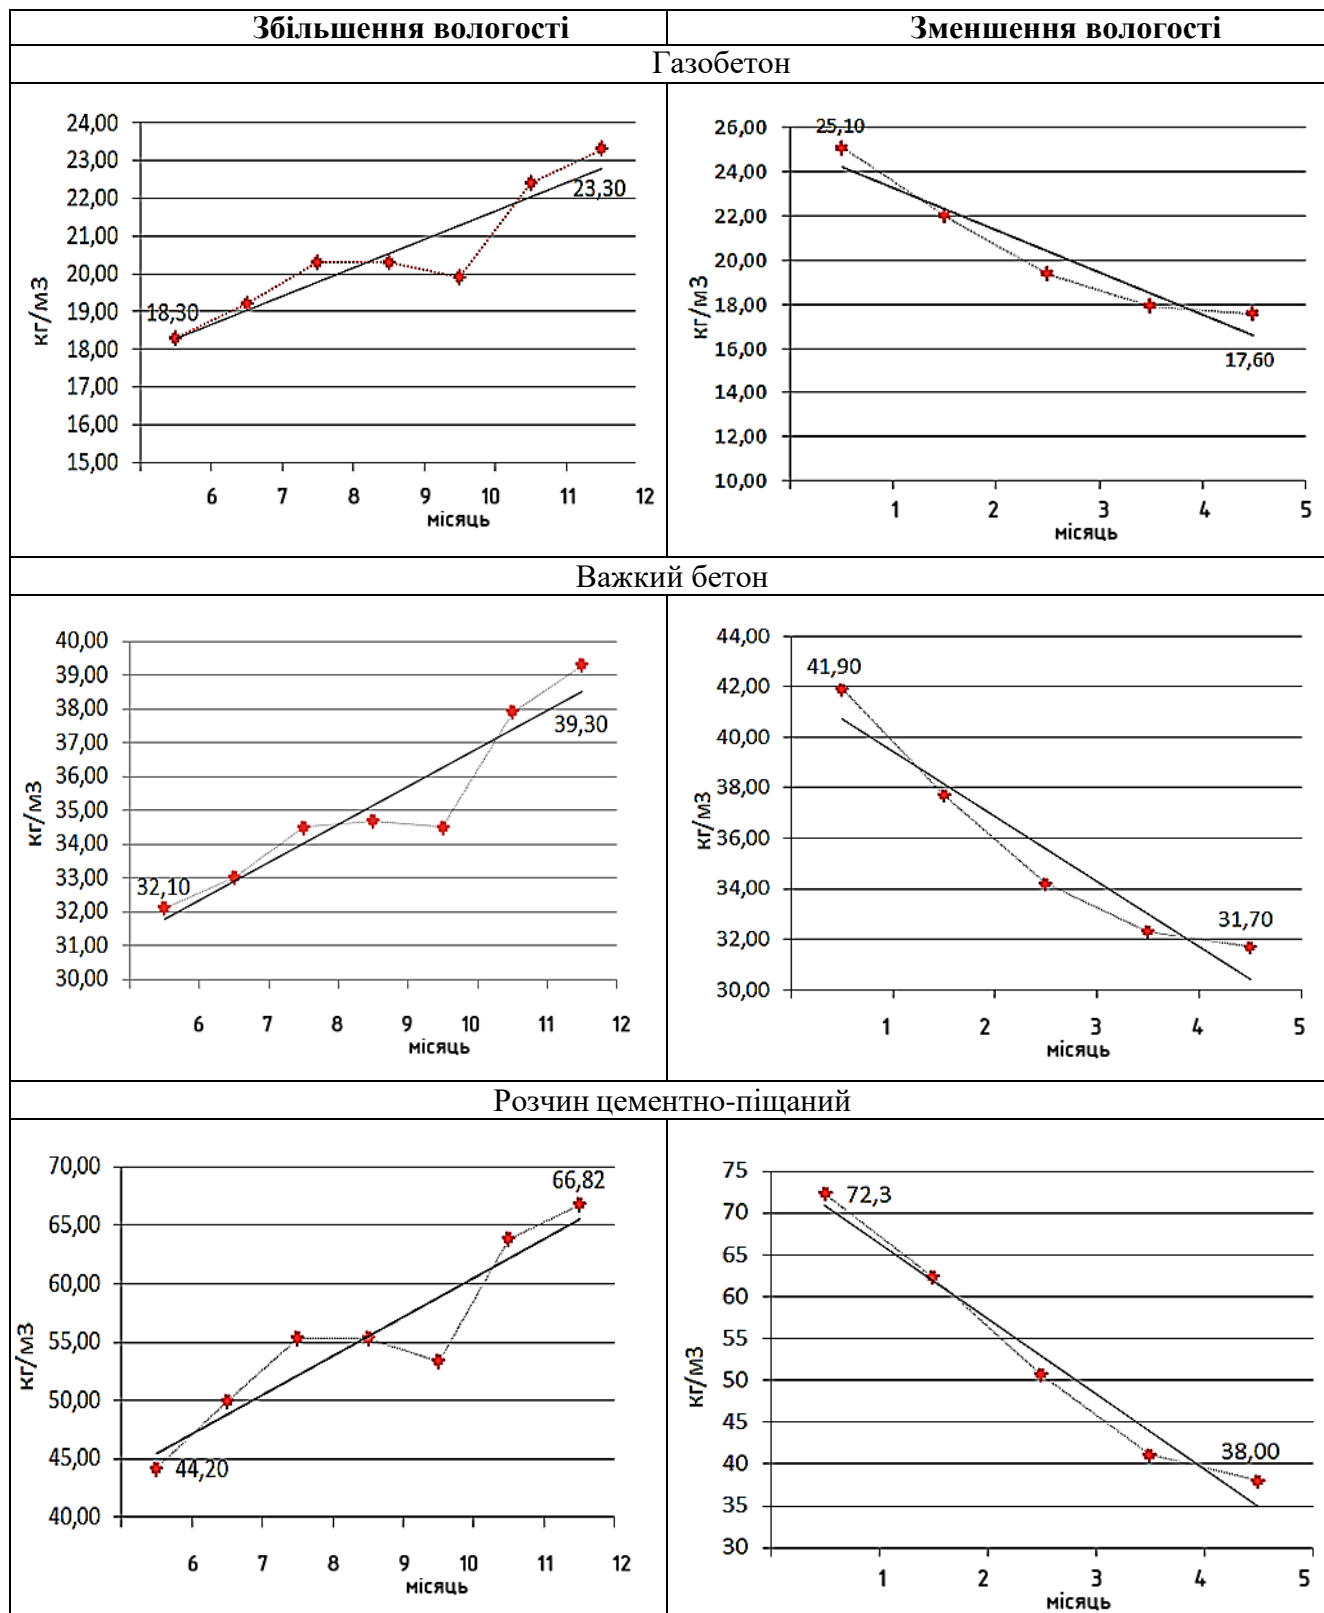 Збільшення вологості
Зменшення вологості
Газобетон
24,00
23,00
22,00
21,00
20,00
19,00
18,00
17,00
16,00
15,00
кг/м3
18,30
23,30
6 7 8 9 10 11 12
місяць
26,00
24,00
22,00
20,00
18,00
16,00
14,00
12,00
10,00
кг/м3
25,10
17,60
1 2 3 4 5
місяць
Важкий бетон
40,00
39,00
38,00
37,00
36,00
35,00
34,00
33,00
32,00
31,00
30,00
кг/м3
32,10
39,30
6 7 8 9 10 11 12
місяць
44,00
42,00
40,00
38,00
36,00
34,00
32,00
30,00
кг/м3
41,90
31,70
1 2 3 4 5
місяць
Розчин цементно-піщаний
70,00
65,00
60,00
55,00
50,00
45,00
40,00
кг/м3
44,20
66,82
6 7 8 9 10 11 12
місяць
75
70
65
60
55
50
45
40
35
30
кг/м3
72,3
38,00
1 2 3 4 5
місяць